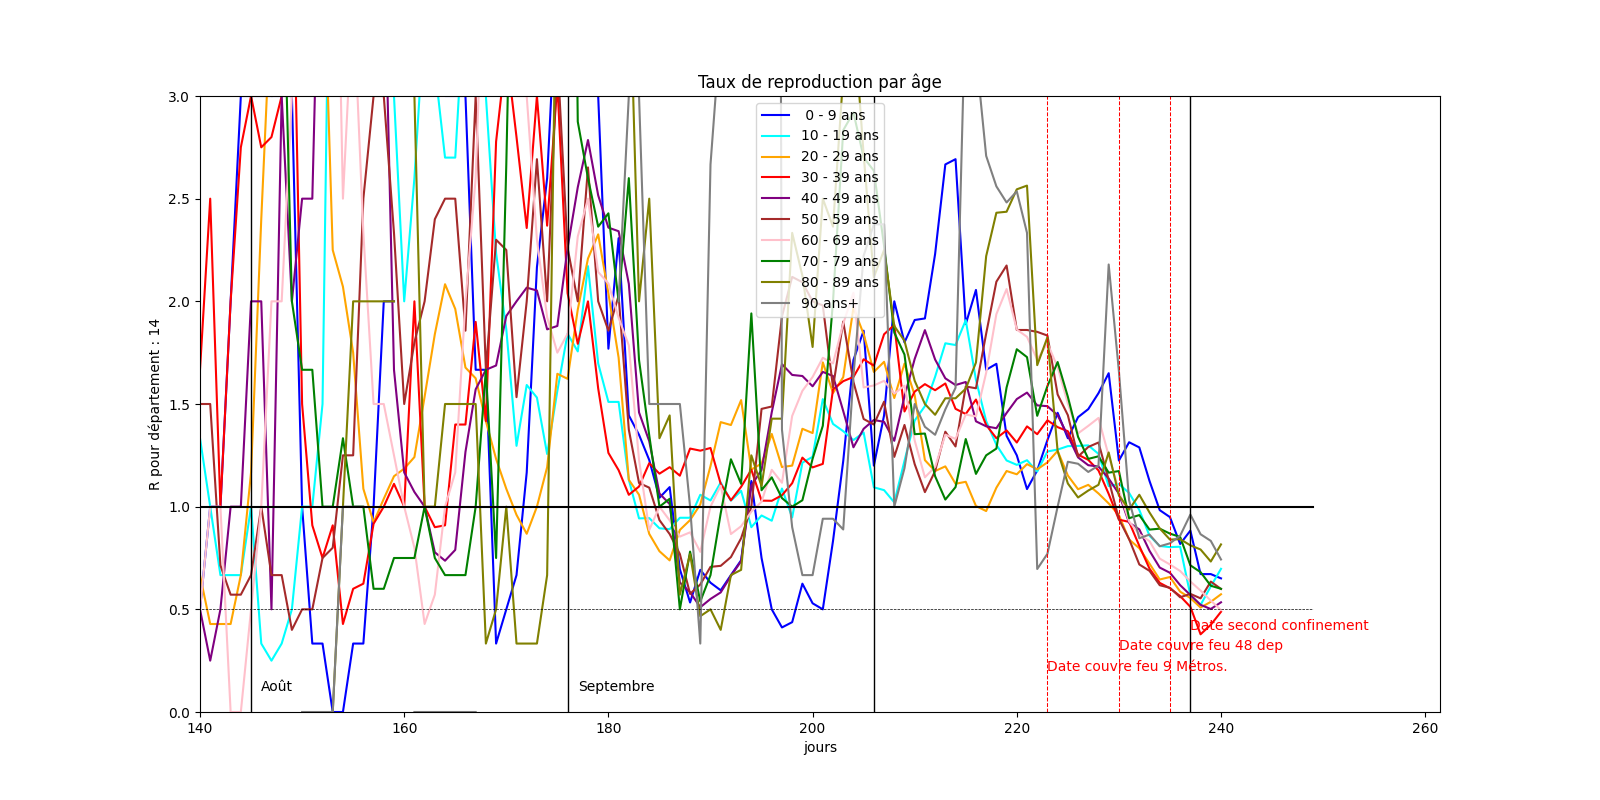 Taux de reproduction par âge
R pour département : 14
3.0
2.5
2.0
1.5
1.0
0.5
0.0
0 - 9 ans
10 - 19 ans
20 - 29 ans
30 - 39 ans
40 - 49 ans
50 - 59 ans
60 - 69 ans
70 - 79 ans
80 - 89 ans
90 ans+
Date second confinement
Date couvre feu 48 dep
Date couvre feu 9 Métros.
Août
Septembre
140
160
180
200
220
240
260
jours